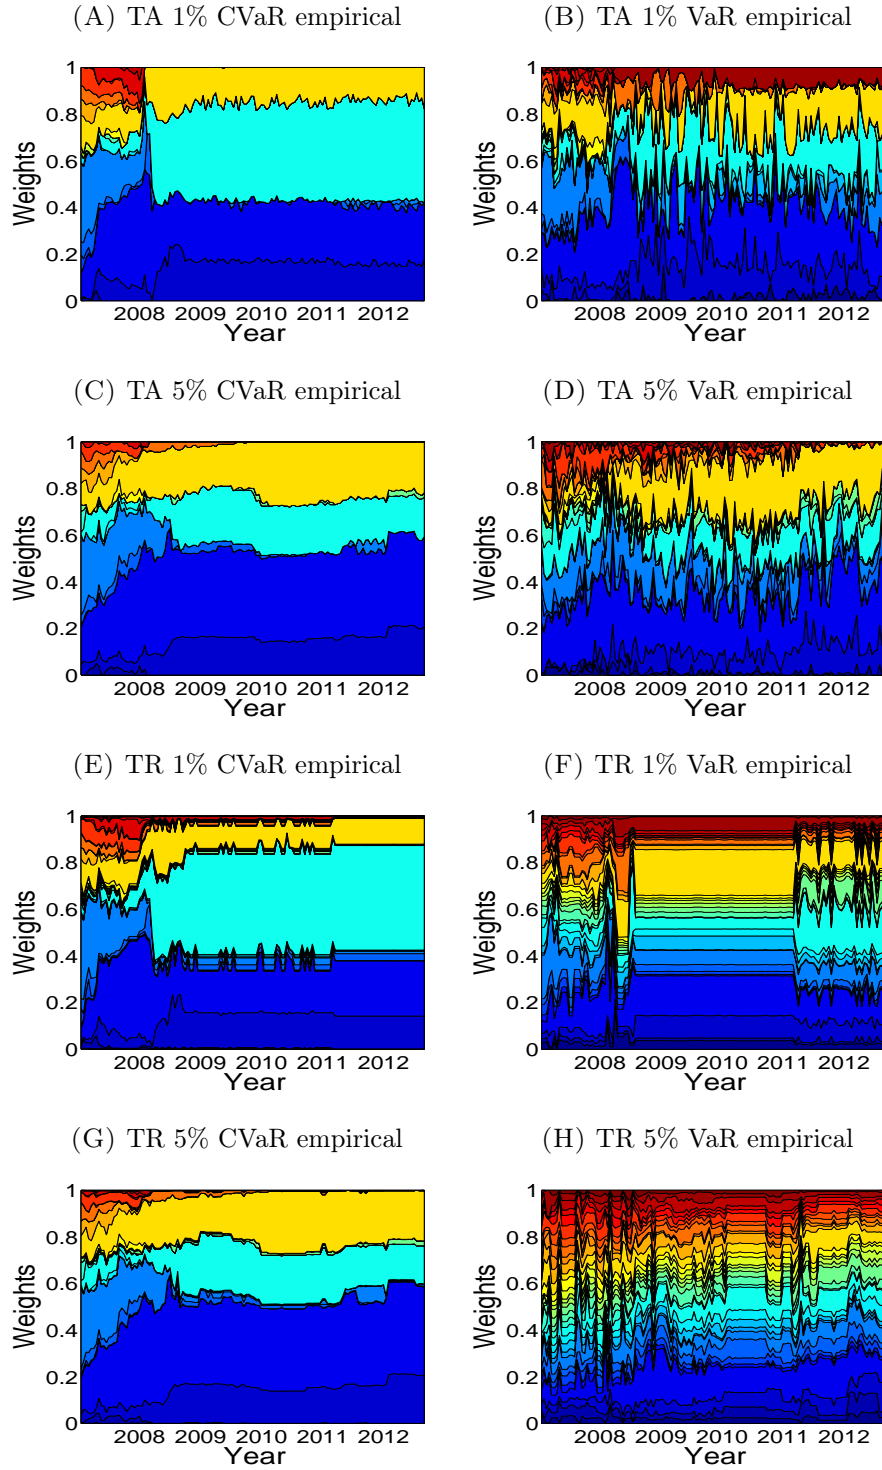 (A) TA 1% CVaR empirical
1
0.8
0.6
0.4
0.2
0
Weights
2008 2009 2010 2011 2012
Year
(B) TA 1% VaR empirical
1
0.8
0.6
0.4
0.2
0
Weights
2008 2009 2010 2011 2012
Year
(C) TA 5% CVaR empirical
1
0.8
0.6
0.4
0.2
0
Weights
2008 2009 2010 2011 2012
Year
(D) TA 5% VaR empirical
1
0.8
0.6
0.4
0.2
0
Weights
2008 2009 2010 2011 2012
Year
(E) TR 1% CVaR empirical
1
0.8
0.6
0.4
0.2
0
Weights
2008 2009 2010 2011 2012
Year
(F) TR 1% VaR empirical
1
0.8
0.6
0.4
0.2
0
Weights
2008 2009 2010 2011 2012
Year
(G) TR 5% CVaR empirical
1
0.8
0.6
0.4
0.2
0
Weights
2008 2009 2010 2011 2012
Year
(H) TR 5% VaR empirical
1
0.8
0.6
0.4
0.2
0
Weights
2008 2009 2010 2011 2012
Year